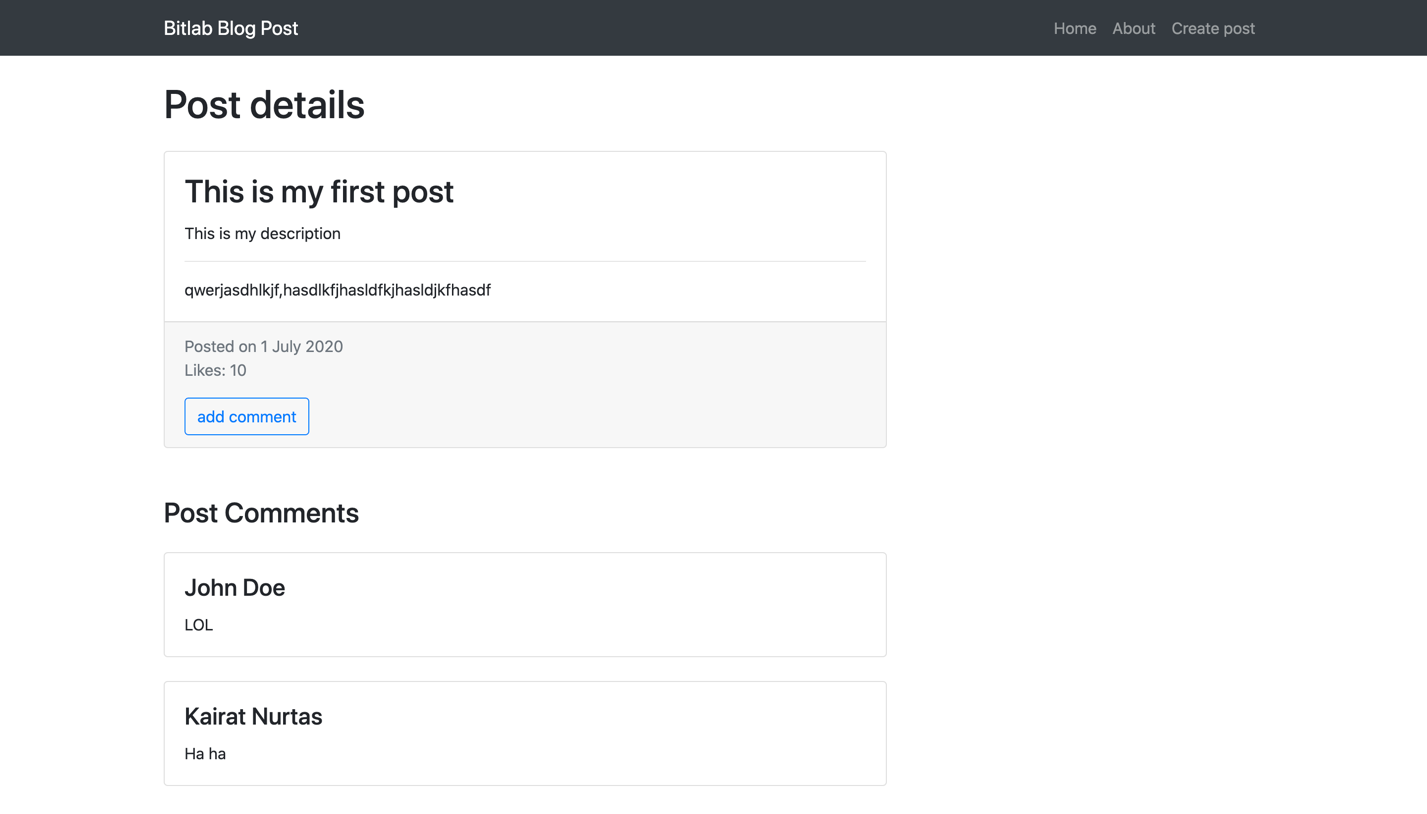 Bitlab Blog Post
Home About Create post
Post details
This is my first post
This is my description
qwerjasdhlkjf,hasdlkfjhasldfkjhasldjkfhasdf
Posted on 1 July 2020
Likes: 10
add comment
Post Comments
John Doe
LOL
Kairat Nurtas
Ha ha